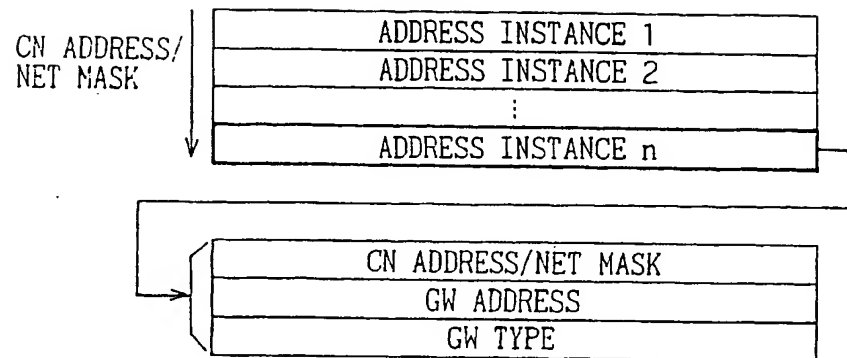 ADDRESS INSTANCE 1
CN ADDRESS/
NET MASK
ADDRESS INSTANCE 2
⋮
ADDRESS INSTANCE n
CN ADDRESS/NET MASK
GW ADDRESS
GW TYPE